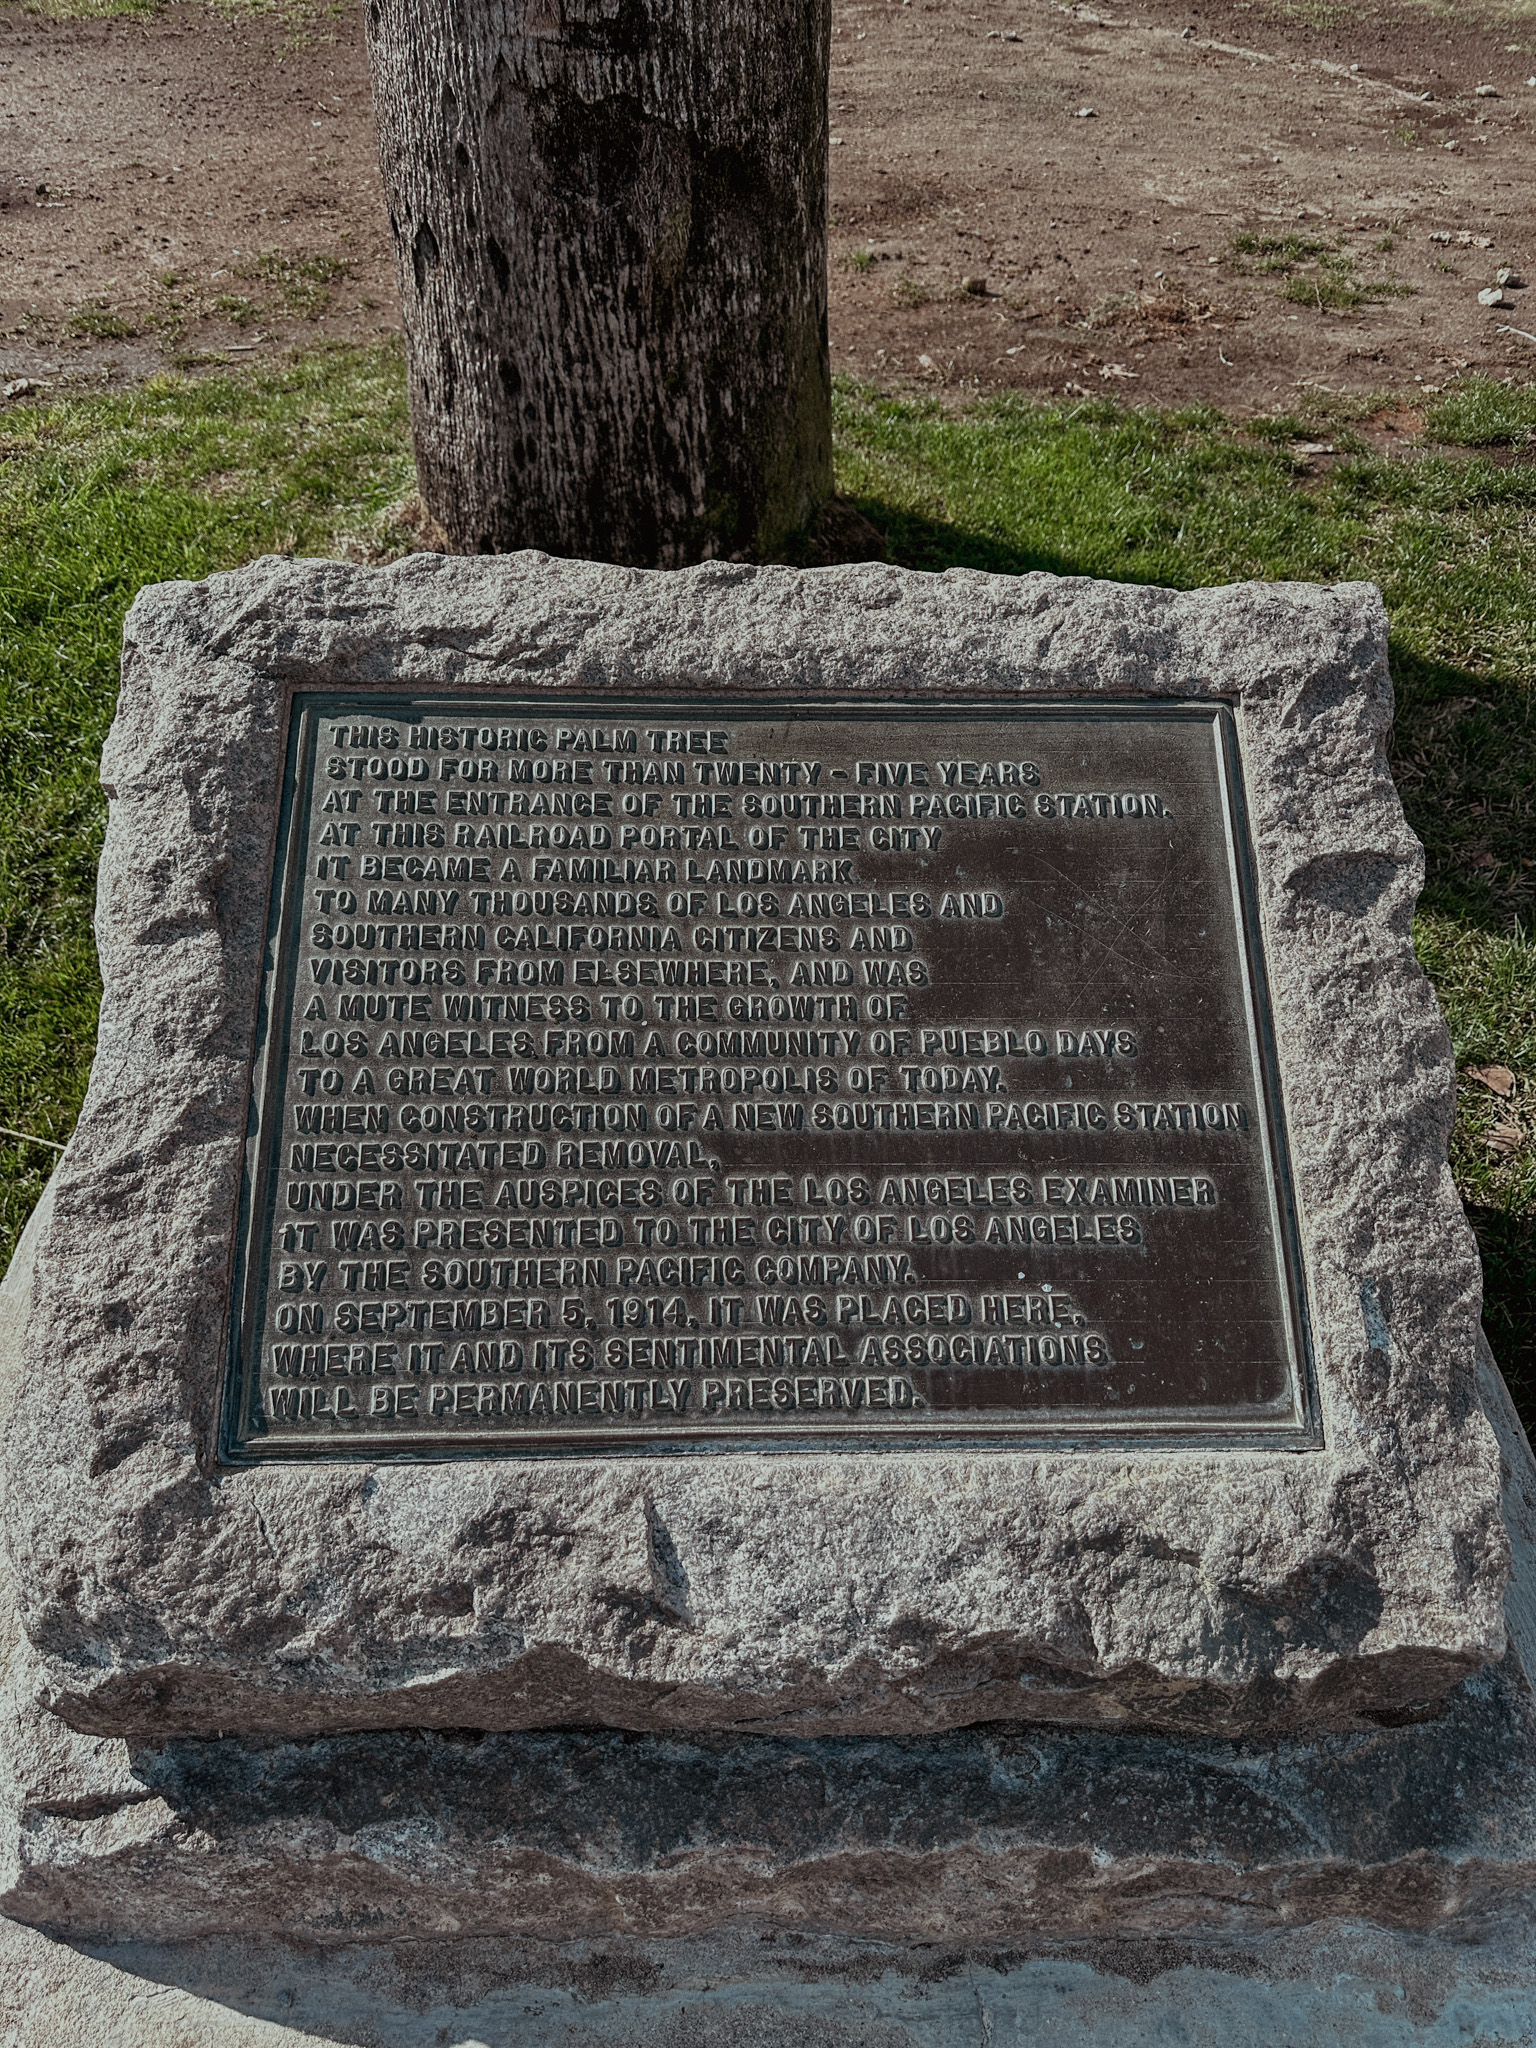 THIS HISTORIC PALM TREE
STOOD FOR MORE THAN TWENTY - FIVE YEARS
AT THE ENTRANCE OF THE SOUTHERN PACIFIC STATION.
AT THIS RAILROAD PORTAL OF THE CITY
IT BECAME A FAMILIAR LANDMARK
TO MANY THOUSANDS OF LOS ANGELES AND
SOUTHERN CALIFORNIA CITIZENS AND
VISITORS FROM ELSEWHERE, AND WAS
A MUTE WITNESS TO THE GROWTH OF
LOS ANGELES FROM A COMMUNITY OF PUEBLO DAYS
TO A GREAT WORLD METROPOLIS OF TODAY.
WHEN CONSTRUCTION OF A NEW SOUTHERN PACIFIC STATION
NECESSITATED REMOVAL,
UNDER THE AUSPICES OF THE LOS ANGELES EXAMINER
IT WAS PRESENTED TO THE CITY OF LOS ANGELES
BY THE SOUTHERN PACIFIC COMPANY.
ON SEPTEMBER 5, 1914, IT WAS PLACED HERE,
WHERE IT AND ITS SENTIMENTAL ASSOCIATIONS
WILL BE PERMANENTLY PRESERVED.